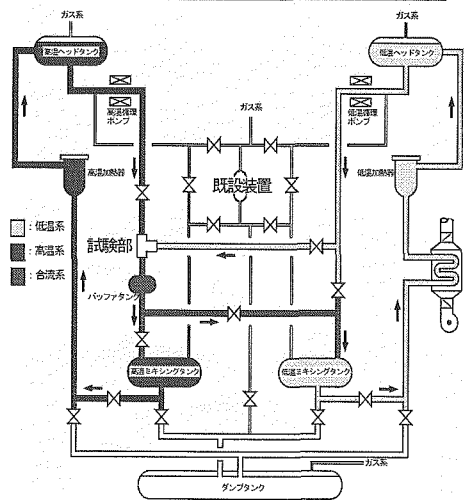 ガス系
ガス系
高温ヘッドタンク
低温ヘッドタンク
高温循環
ポンプ
ガス系
低温循環
ポンプ
高温加熱器
既設装置
低温加熱器
:低温系
:高温系
:合流系
試験部
バッファタンク
高温ミキシングタンク
低温ミキシングタンク
ガス系
ダンプタンク